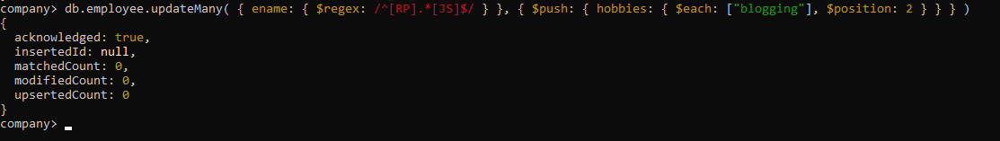 company> db.employee.updateMany( { ename: { $regex: /^[RP].*[JS]$/ } }, { $push: { hobbies: { $each: ["blogging"], $position: 2 } } } )
{
  acknowledged: true,
  insertedId: null,
  matchedCount: 0,
  modifiedCount: 0,
  upsertedCount: 0
}
company>